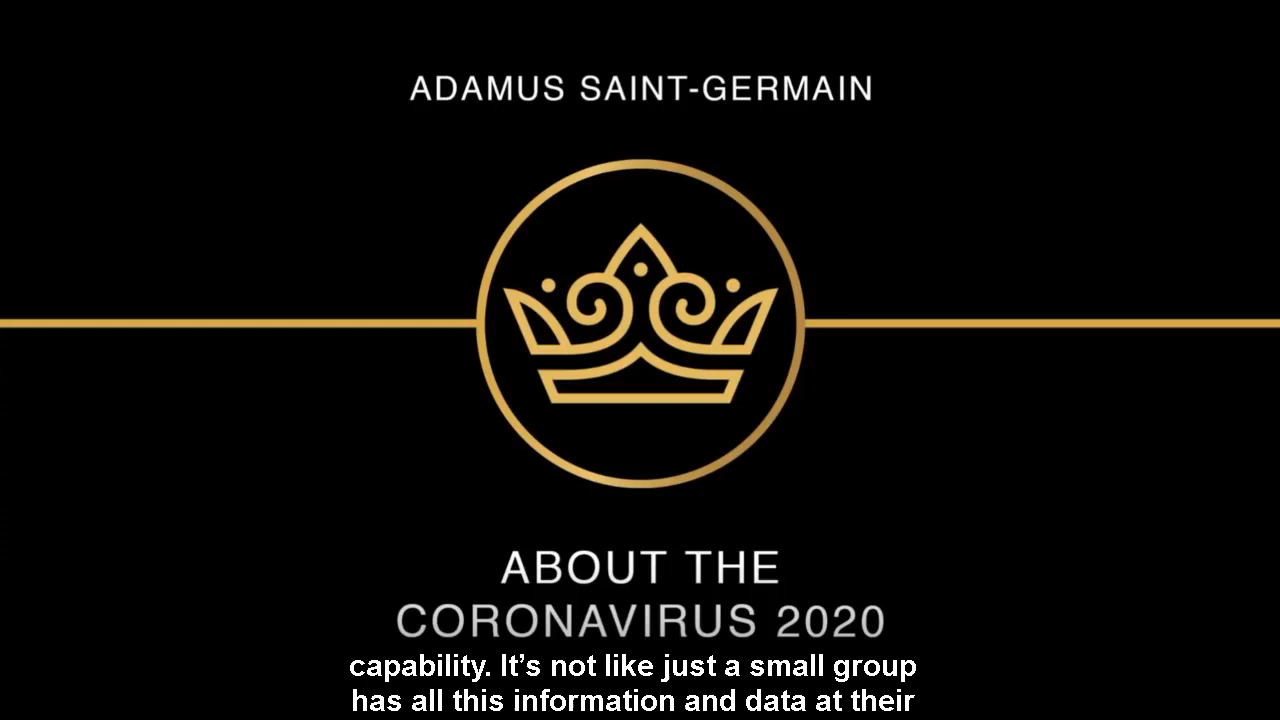 ADAMUS SAINT-GERMAIN
ABOUT THE
CORONAVIRUS 2020
capability. It’s not like just a small group
has all this information and data at their